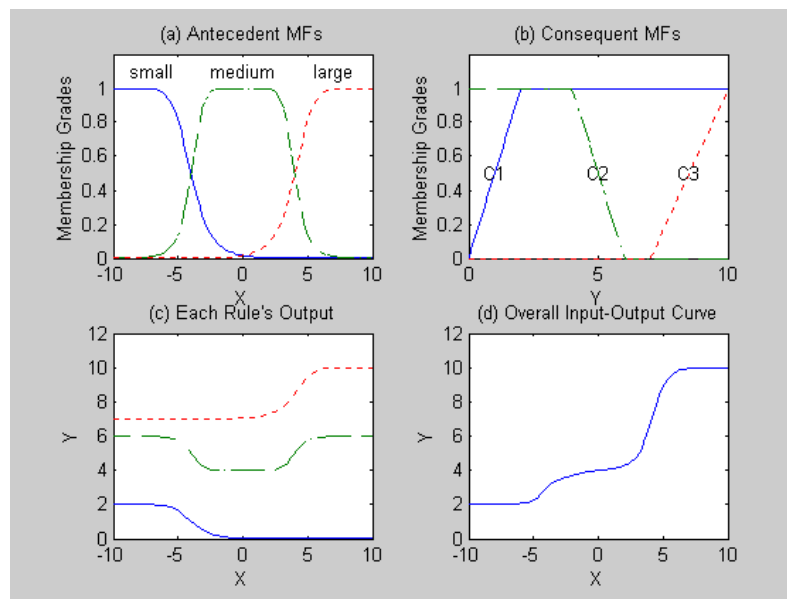 (a) Antecedent MFs
small medium large
Membership Grades
1
0.8
0.6
0.4
0.2
0
-10 -5 0 5 10
X
(b) Consequent MFs
Membership Grades
1
0.8
0.6
0.4
0.2
0
C1 C2 C3
0 5 10
Y
(c) Each Rule's Output
Y
12
10
8
6
4
2
0
-10 -5 0 5 10
X
(d) Overall Input-Output Curve
Y
12
10
8
6
4
2
0
-10 -5 0 5 10
X